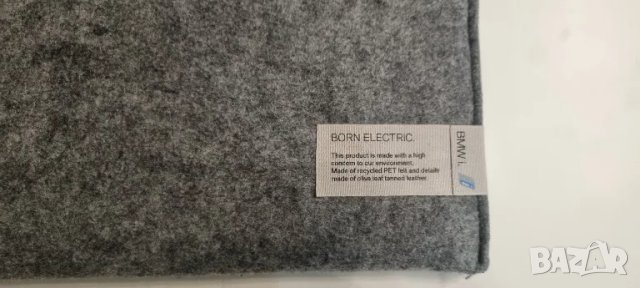 BORN ELECTRIC.
This product is made with a high
concern to our environment.
Made of recycled PET felt and details
made of olive leaf tanned leather.
BMW i.
BAZAR